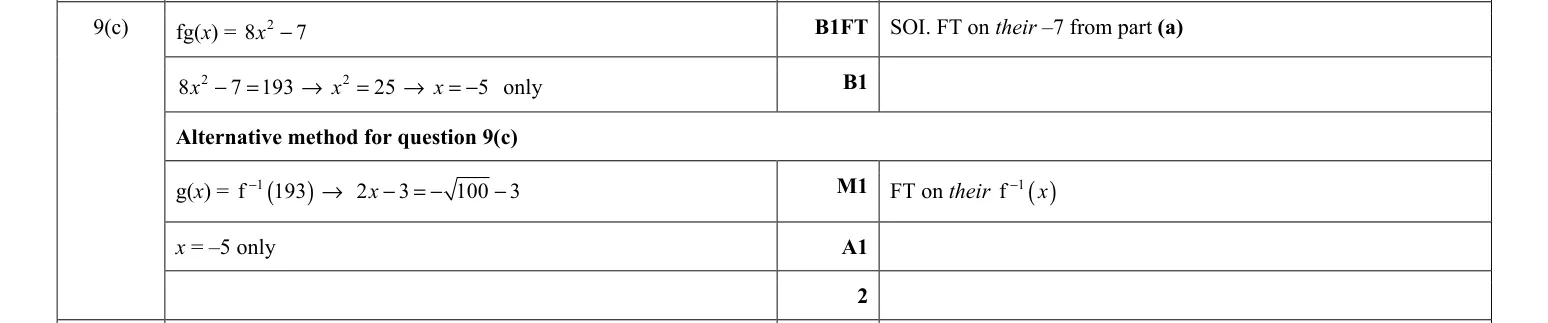 9(c) fg(x) = 8x² – 7 B1FT SOI. FT on their –7 from part (a)
8x² – 7 = 193 → x² = 25 → x = –5 only B1
Alternative method for question 9(c)
g(x) = f⁻¹(193) → 2x – 3 = –√100 – 3 M1 FT on their f⁻¹(x)
x = –5 only A1
2